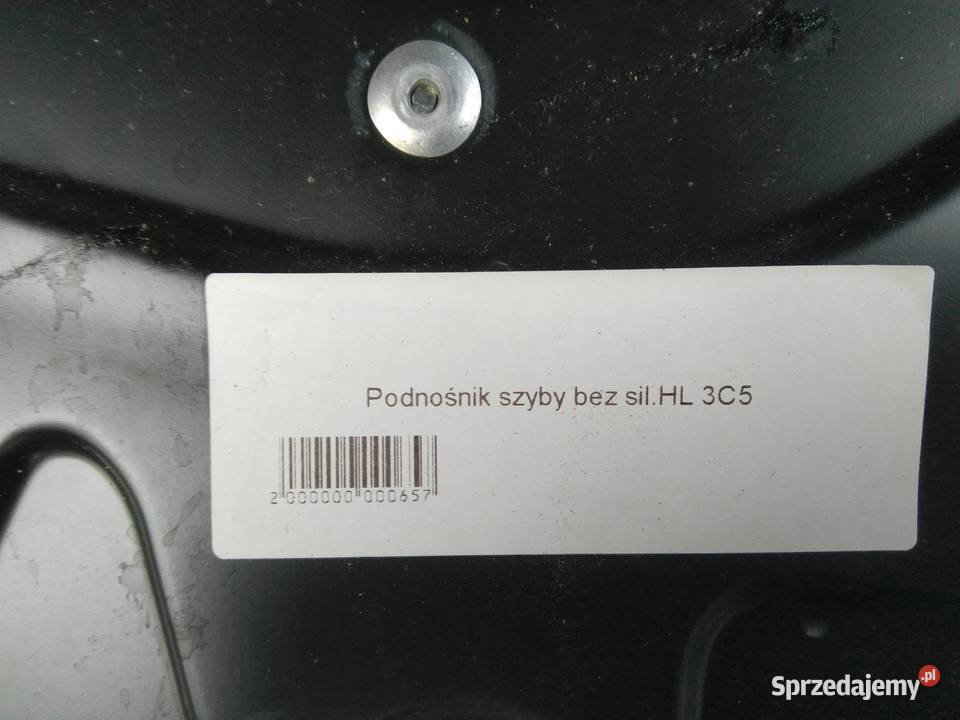 Podnośnik szyby bez sil.HL 3C5
2 000000 000657
Sprzedajemy.pl